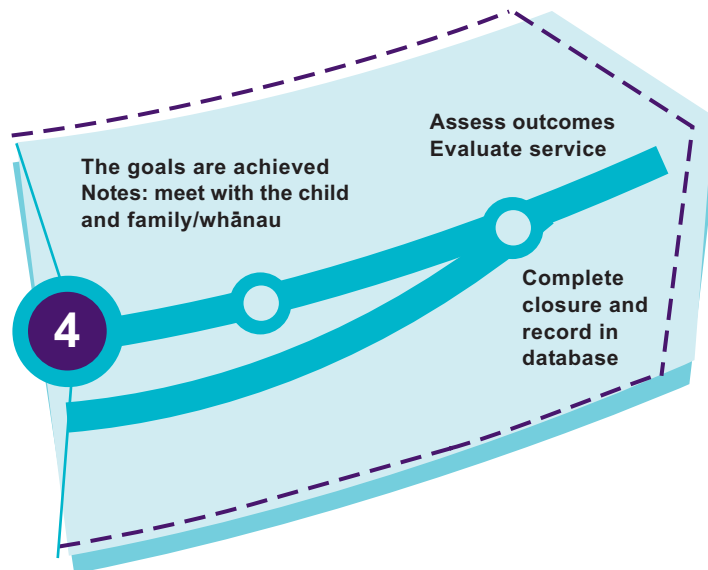 The goals are achieved
Notes: meet with the child
and family/whānau
Assess outcomes
Evaluate service
4
Complete
closure and
record in
database